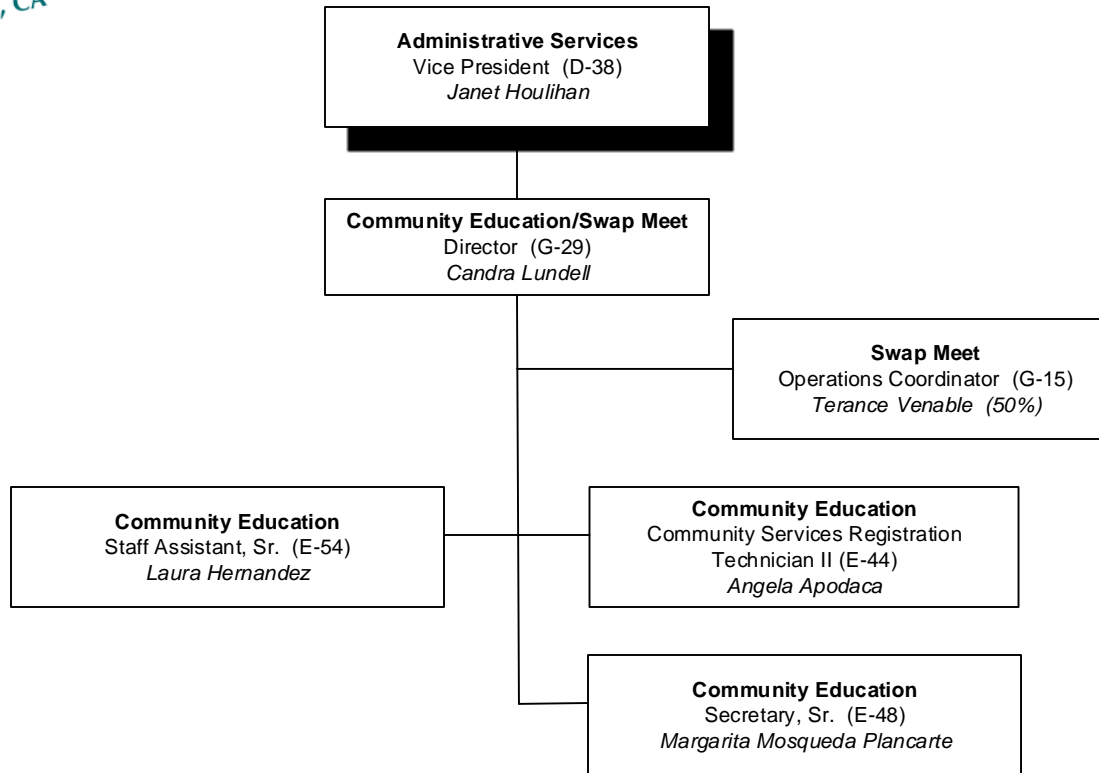 , CA
Administrative Services
Vice President (D-38)
Janet Houlihan
Community Education/Swap Meet
Director (G-29)
Candra Lundell
Swap Meet
Operations Coordinator (G-15)
Terance Venable (50%)
Community Education
Staff Assistant, Sr. (E-54)
Laura Hernandez
Community Education
Community Services Registration
Technician II (E-44)
Angela Apodaca
Community Education
Secretary, Sr. (E-48)
Margarita Mosqueda Plancarte